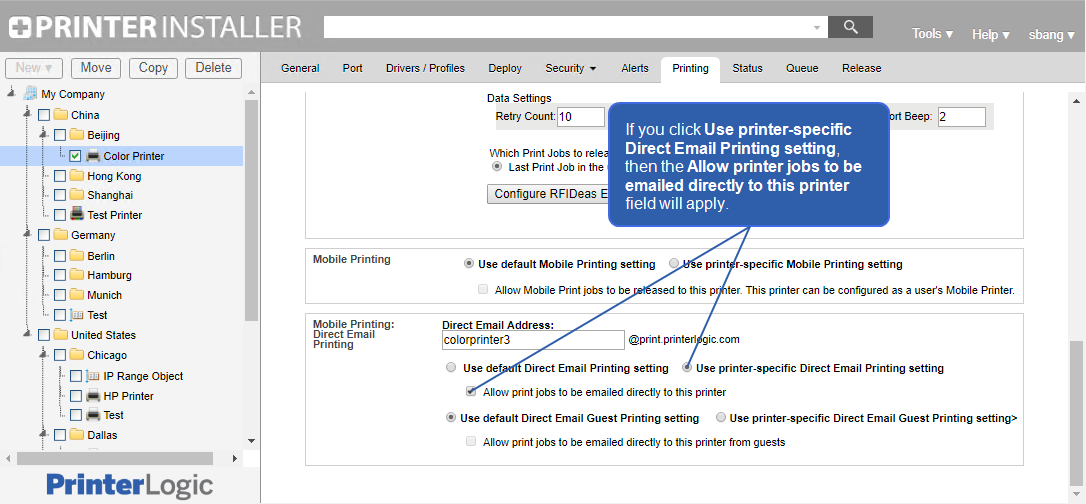 PRINTER INSTALLER
Tools ▾ Help ▾ sbang ▾
New ▾ Move Copy Delete
General Port Drivers / Profiles Deploy Security ▾ Alerts Printing Status Queue Release
My Company
China
Beijing
Color Printer
Hong Kong
Shanghai
Test Printer
Germany
Berlin
Hamburg
Munich
Test
United States
Chicago
IP Range Object
HP Printer
Test
Dallas
PrinterLogic
Data Settings
Retry Count: 10
ort Beep: 2
Which Print Jobs to relea
Last Print Job in the
Configure RFIDeas E
If you click Use printer-specific
Direct Email Printing setting,
then the Allow printer jobs to be
emailed directly to this printer
field will apply.
Mobile Printing
Use default Mobile Printing setting Use printer-specific Mobile Printing setting
Allow Mobile Print jobs to be released to this printer. This printer can be configured as a user's Mobile Printer.
Mobile Printing:
Direct Email
Printing
Direct Email Address:
colorprinter3 @print.printerlogic.com
Use default Direct Email Printing setting Use printer-specific Direct Email Printing setting
Allow print jobs to be emailed directly to this printer
Use default Direct Email Guest Printing setting Use printer-specific Direct Email Guest Printing setting>
Allow print jobs to be emailed directly to this printer from guests